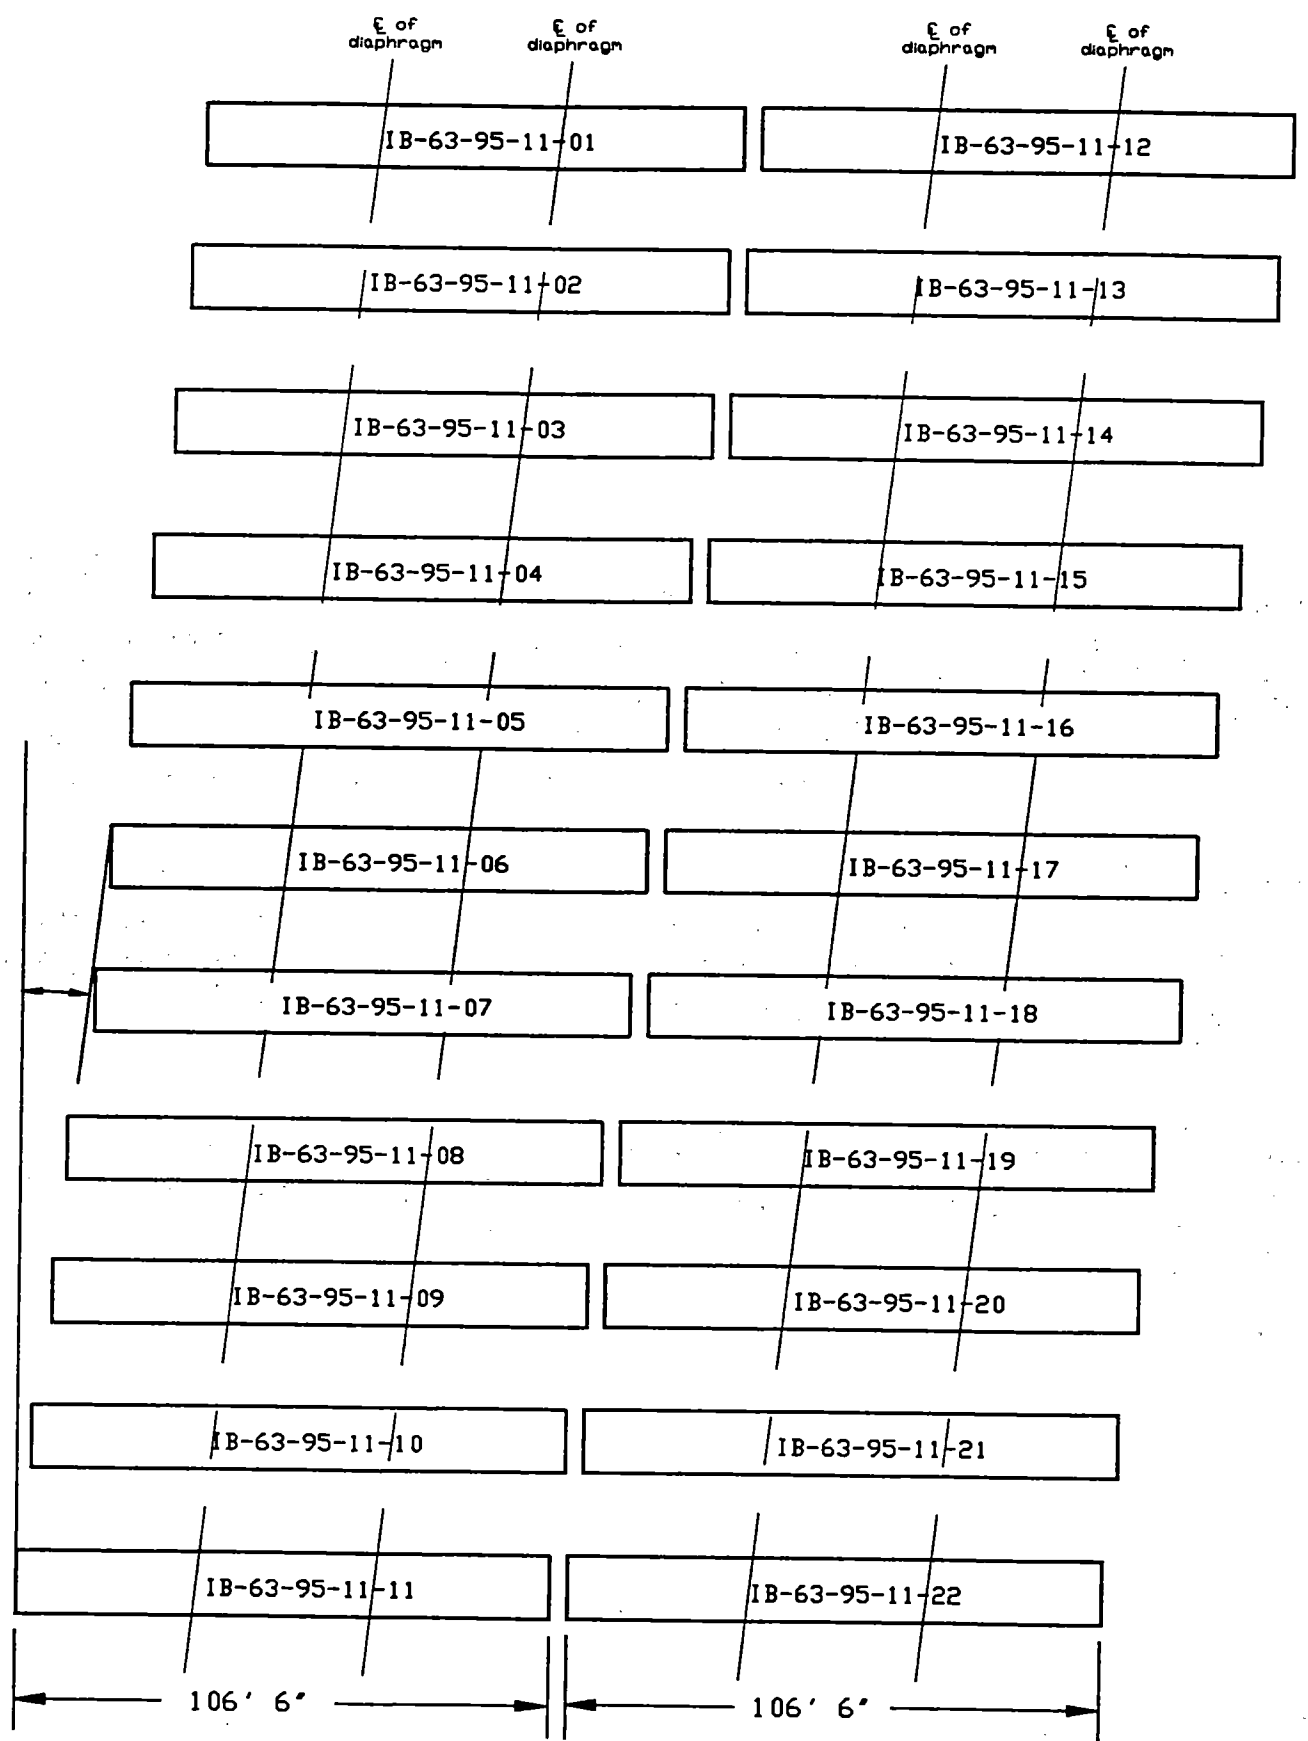 ℄ of
diaphragm
℄ of
diaphragm
℄ of
diaphragm
℄ of
diaphragm
IB-63-95-11-01
IB-63-95-11-12
IB-63-95-11-02
IB-63-95-11-13
IB-63-95-11-03
IB-63-95-11-14
IB-63-95-11-04
IB-63-95-11-15
IB-63-95-11-05
IB-63-95-11-16
IB-63-95-11-06
IB-63-95-11-17
IB-63-95-11-07
IB-63-95-11-18
IB-63-95-11-08
IB-63-95-11-19
IB-63-95-11-09
IB-63-95-11-20
IB-63-95-11-10
IB-63-95-11-21
IB-63-95-11-11
IB-63-95-11-22
106' 6"
106' 6"